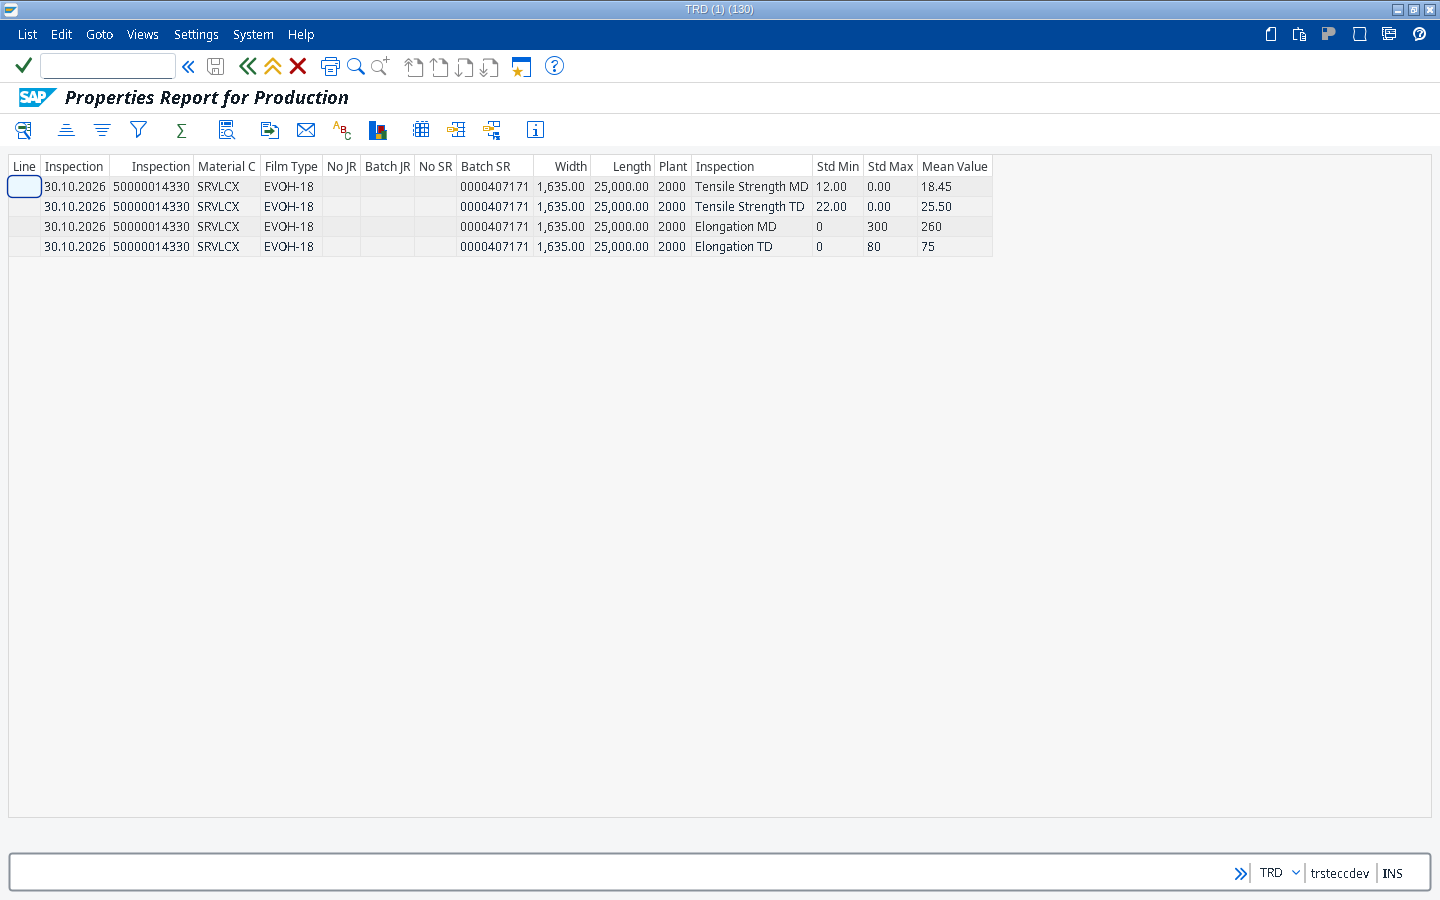 TRD (1) (130)
List Edit Goto Views Settings System Help
SAP Properties Report for Production
Line Inspection Inspection Material C Film Type No JR Batch JR No SR Batch SR Width Length Plant Inspection Std Min Std Max Mean Value
30.10.2026 50000014330 SRVLCX EVOH-18 0000407171 1,635.00 25,000.00 2000 Tensile Strength MD 12.00 0.00 18.45
30.10.2026 50000014330 SRVLCX EVOH-18 0000407171 1,635.00 25,000.00 2000 Tensile Strength TD 22.00 0.00 25.50
30.10.2026 50000014330 SRVLCX EVOH-18 0000407171 1,635.00 25,000.00 2000 Elongation MD 0 300 260
30.10.2026 50000014330 SRVLCX EVOH-18 0000407171 1,635.00 25,000.00 2000 Elongation TD 0 80 75
TRD trsteccdev INS